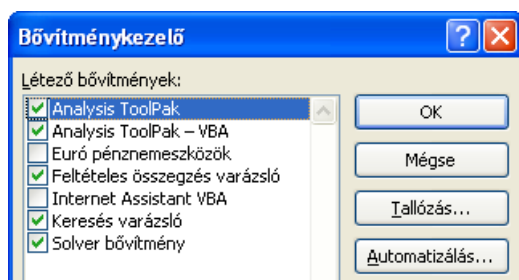 Bővítménykezelő
Létező bővítmények:
Analysis ToolPak
Analysis ToolPak – VBA
Euró pénznemeszközök
Feltételes összegzés varázsló
Internet Assistant VBA
Keresés varázsló
Solver bővítmény
OK
Mégse
Tallózás...
Automatizálás...